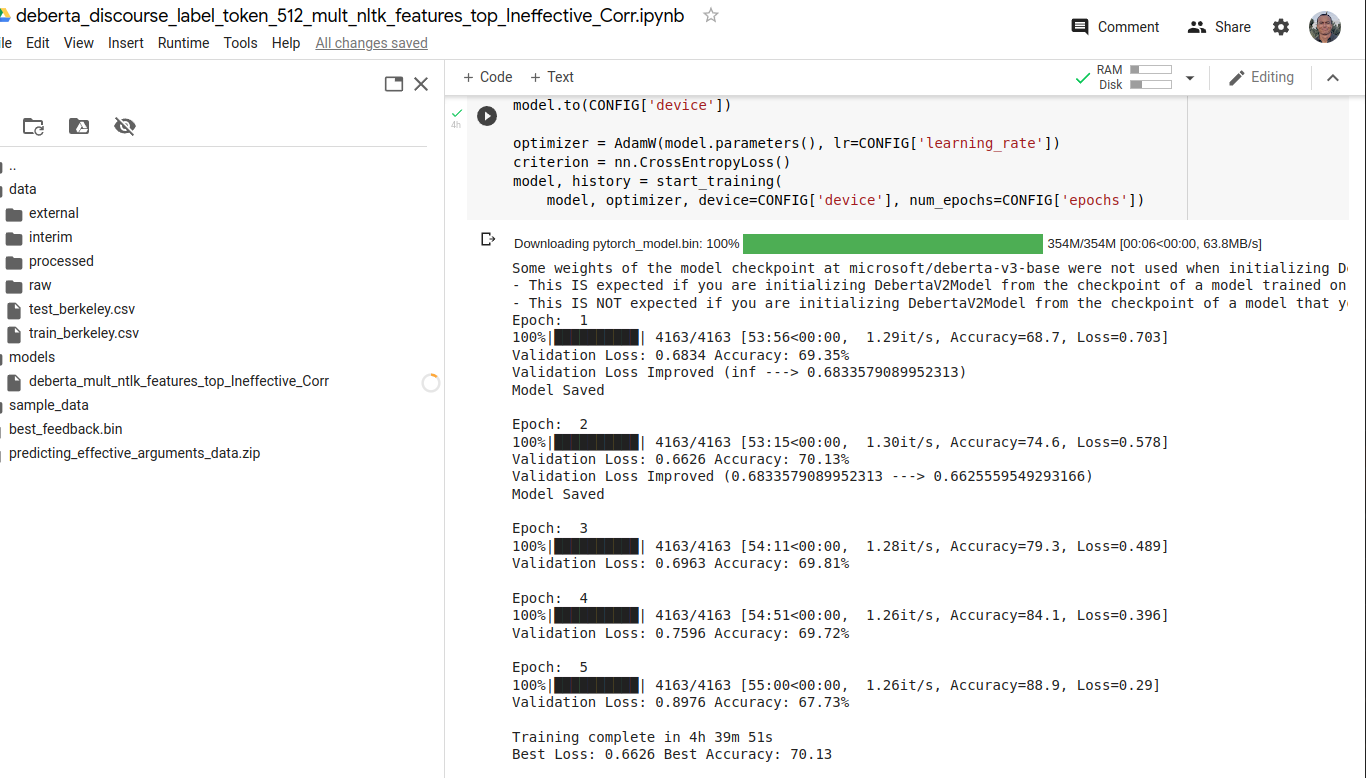 deberta_discourse_label_token_512_mult_nltk_features_top_Ineffective_Corr.ipynb
Comment
Share
ile Edit View Insert Runtime Tools Help All changes saved
+ Code + Text
RAM
Disk
Editing
4h
..
data
external
interim
processed
raw
test_berkeley.csv
train_berkeley.csv
models
deberta_mult_ntlk_features_top_Ineffective_Corr
sample_data
best_feedback.bin
predicting_effective_arguments_data.zip
model.to(CONFIG['device'])
optimizer = AdamW(model.parameters(), lr=CONFIG['learning_rate'])
criterion = nn.CrossEntropyLoss()
model, history = start_training(
model, optimizer, device=CONFIG['device'], num_epochs=CONFIG['epochs'])
Downloading pytorch_model.bin: 100% 354M/354M [00:06<00:00, 63.8MB/s]
Some weights of the model checkpoint at microsoft/deberta-v3-base were not used when initializing D
- This IS expected if you are initializing DebertaV2Model from the checkpoint of a model trained on
- This IS NOT expected if you are initializing DebertaV2Model from the checkpoint of a model that y
Epoch: 1
100%|██████████| 4163/4163 [53:56<00:00, 1.29it/s, Accuracy=68.7, Loss=0.703]
Validation Loss: 0.6834 Accuracy: 69.35%
Validation Loss Improved (inf ---> 0.6833579089952313)
Model Saved
Epoch: 2
100%|██████████| 4163/4163 [53:15<00:00, 1.30it/s, Accuracy=74.6, Loss=0.578]
Validation Loss: 0.6626 Accuracy: 70.13%
Validation Loss Improved (0.6833579089952313 ---> 0.6625559549293166)
Model Saved
Epoch: 3
100%|██████████| 4163/4163 [54:11<00:00, 1.28it/s, Accuracy=79.3, Loss=0.489]
Validation Loss: 0.6963 Accuracy: 69.81%
Epoch: 4
100%|██████████| 4163/4163 [54:51<00:00, 1.26it/s, Accuracy=84.1, Loss=0.396]
Validation Loss: 0.7596 Accuracy: 69.72%
Epoch: 5
100%|██████████| 4163/4163 [55:00<00:00, 1.26it/s, Accuracy=88.9, Loss=0.29]
Validation Loss: 0.8976 Accuracy: 67.73%
Training complete in 4h 39m 51s
Best Loss: 0.6626 Best Accuracy: 70.13